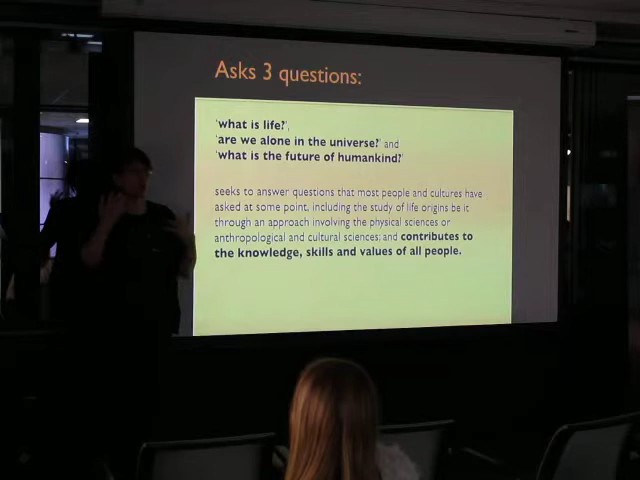 Asks 3 questions:
'what is life?',
'are we alone in the universe?' and
'what is the future of humankind?'
seeks to answer questions that most people and cultures have
asked at some point, including the study of life origins be it
through an approach involving the physical sciences or
anthropological and cultural sciences; and contributes to
the knowledge, skills and values of all people.